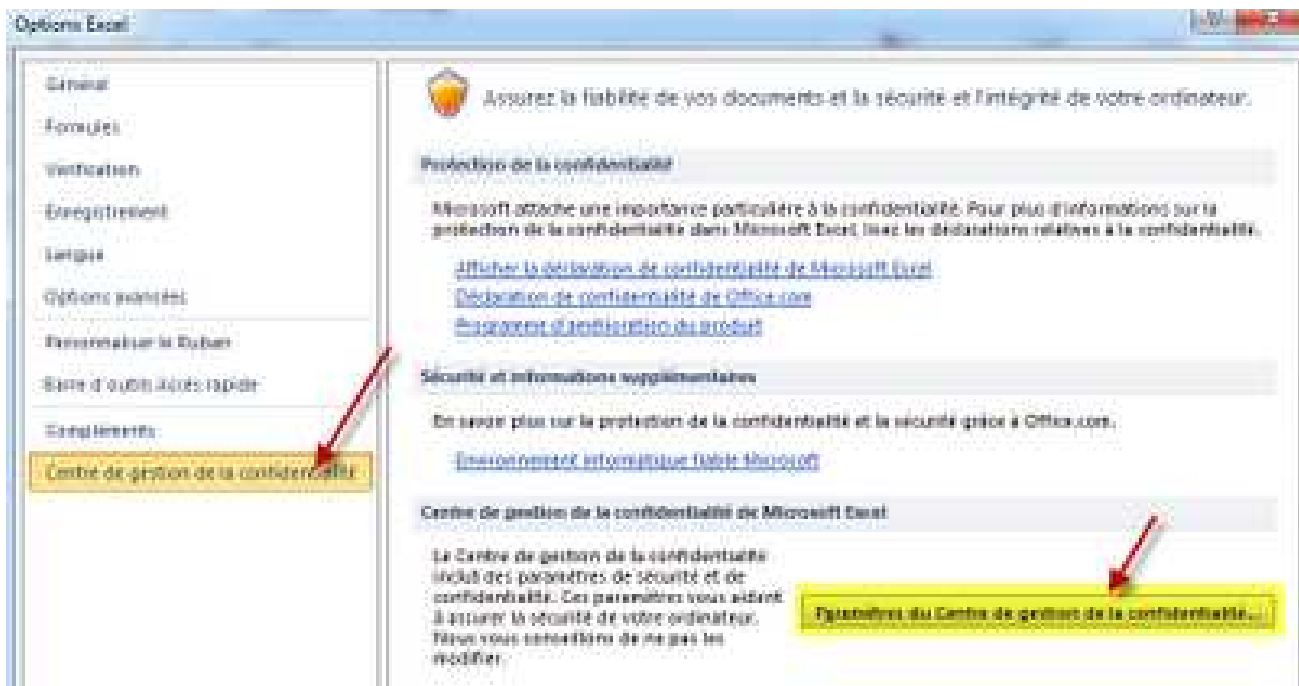 Options Excel
Général
Formules
Vérification
Enregistrement
Langue
Options avancées
Personnaliser le Ruban
Barre d'outils Accès rapide
Compléments
Centre de gestion de la confidentialité
Assurez la fiabilité de vos documents et la sécurité et l'intégrité de votre ordinateur.
Protection de la confidentialité
Microsoft attache une importance particulière à la confidentialité. Pour plus d'informations sur la
protection de la confidentialité dans Microsoft Excel, lisez les déclarations relatives à la confidentialité.
Afficher la déclaration de confidentialité de Microsoft Excel
Déclaration de confidentialité de Office.com
Programme d'amélioration du produit
Sécurité et informations supplémentaires
En savoir plus sur la protection de la confidentialité et la sécurité grâce à Office.com.
Environnement informatique fiable Microsoft
Centre de gestion de la confidentialité de Microsoft Excel
Le Centre de gestion de la confidentialité
inclut des paramètres de sécurité et de
confidentialité. Ces paramètres vous aident
à assurer la sécurité de votre ordinateur.
Nous vous conseillons de ne pas les
modifier.
Paramètres du Centre de gestion de la confidentialité...